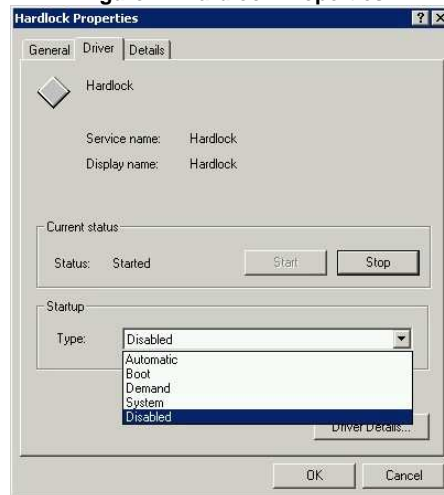 Hardlock Properties
General Driver Details
Hardlock
Service name: Hardlock
Display name: Hardlock
Current status
Status: Started Start Stop
Startup
Type: Disabled
Automatic
Boot
Demand
System
Disabled
Driver Details...
OK Cancel